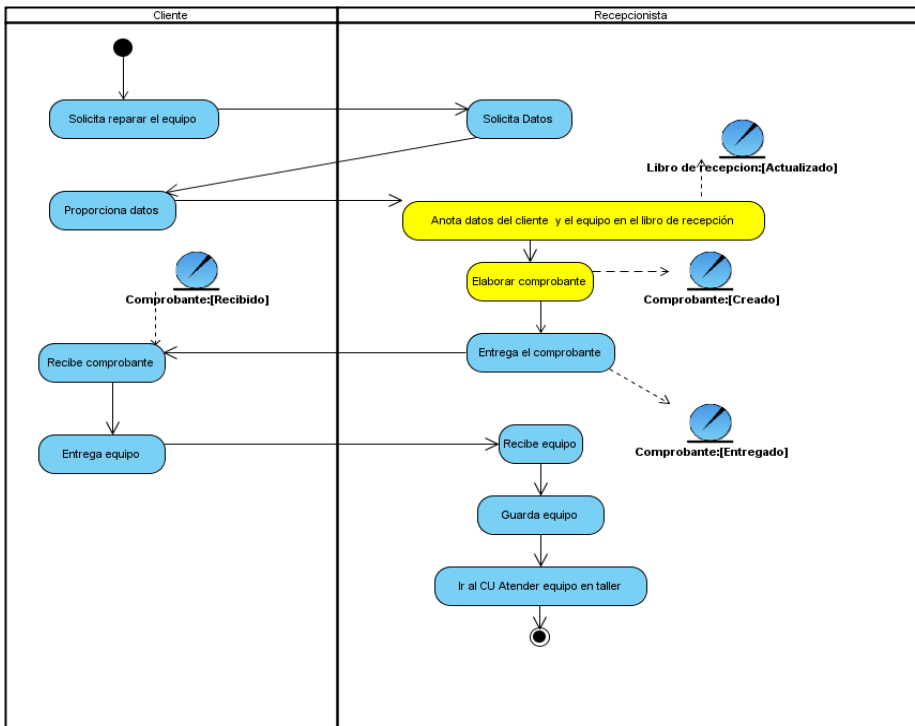 Cliente
Recepcionista
Solicita reparar el equipo
Solicita Datos
Libro de recepcion:[Actualizado]
Proporciona datos
Anota datos del cliente y el equipo en el libro de recepción
Elaborar comprobante
Comprobante:[Recibido]
Comprobante:[Creado]
Recibe comprobante
Entrega el comprobante
Entrega equipo
Recibe equipo
Comprobante:[Entregado]
Guarda equipo
Ir al CU Atender equipo en taller